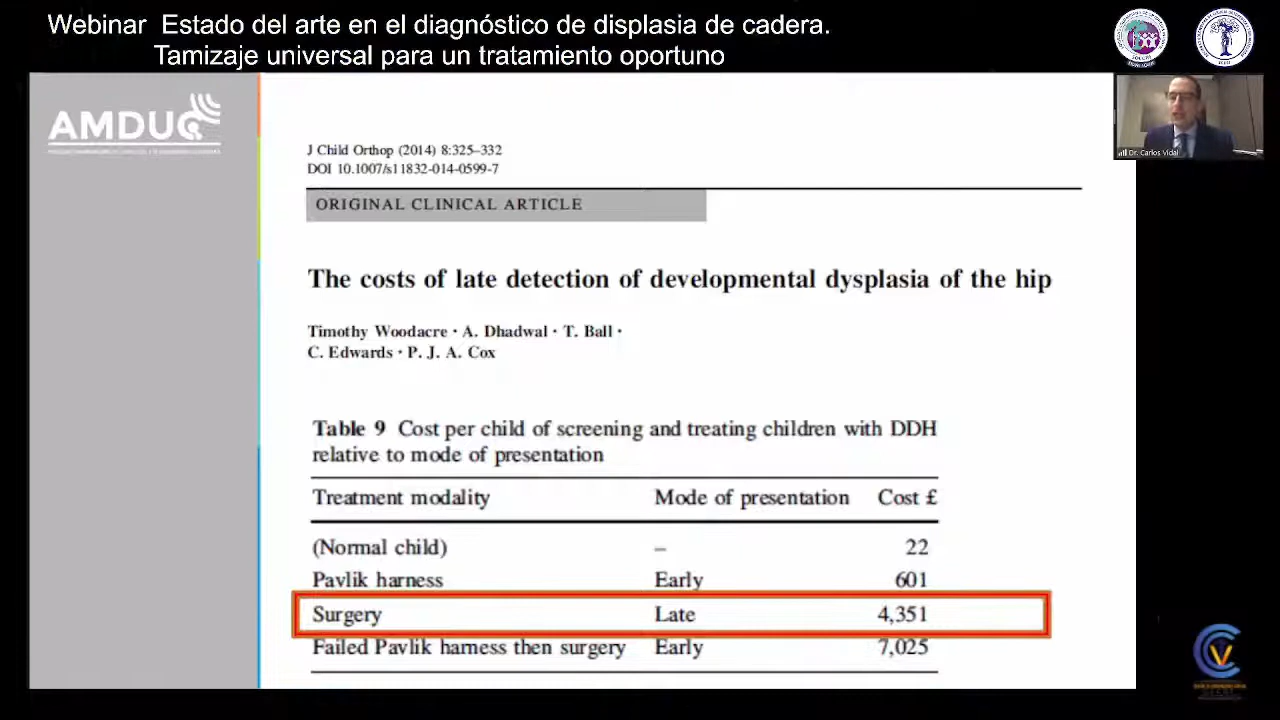 Webinar Estado del arte en el diagnóstico de displasia de cadera.
Tamizaje universal para un tratamiento oportuno
AMDUC
Dr. Carlos Vidal
J Child Orthop (2014) 8:325–332
DOI 10.1007/s11832-014-0599-7
ORIGINAL CLINICAL ARTICLE
The costs of late detection of developmental dysplasia of the hip
Timothy Woodacre · A. Dhadwal · T. Ball ·
C. Edwards · P. J. A. Cox
Table 9 Cost per child of screening and treating children with DDH
relative to mode of presentation
Treatment modality Mode of presentation Cost £
(Normal child) – 22
Pavlik harness Early 601
Surgery Late 4,351
Failed Pavlik harness then surgery Early 7,025